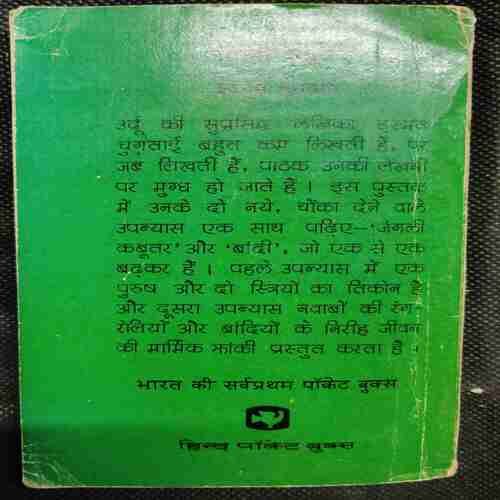 उर्दू की सुप्रसिद्ध लेखिका इस्मत
चुग़ताई बहुत कम लिखती हैं, पर
जब लिखती हैं, पाठक उनकी लेखनी
पर मुग्ध हो जाते हैं । इस पुस्तक
में उनके दो नये, चौंका देने वाले
उपन्यास एक साथ पढ़िए—'जंगली
कबूतर' और 'बांदी', जो एक से एक
बढ़कर हैं । पहले उपन्यास में एक
पुरुष और दो स्त्रियों का तिकोन है
और दूसरा उपन्यास नवाबों की रंग-
रेलियों और बांदियों के निरीह जीवन
की मार्मिक झांकी प्रस्तुत करता है ।
भारत की सर्वप्रथम पॉकेट बुक्स
हिन्द पॉकेट बुक्स